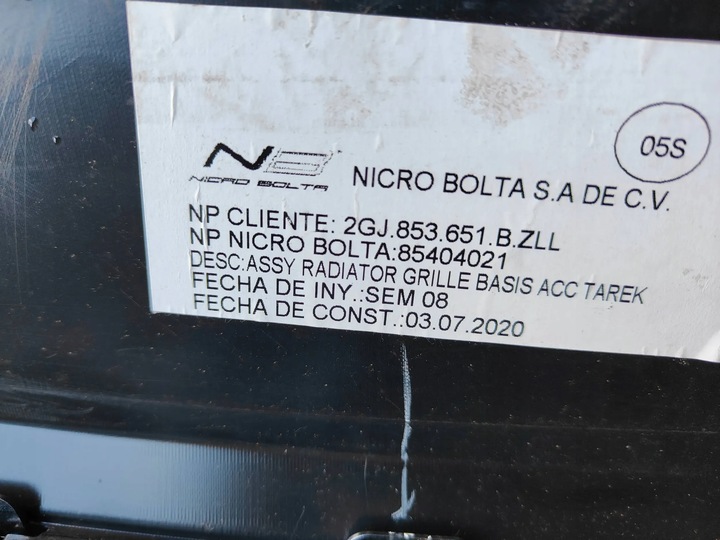 05S
NICRO BOLTA
NICRO BOLTA S.A DE C.V.
NP CLIENTE: 2GJ.853.651.B.ZLL
NP NICRO BOLTA:85404021
DESC:ASSY RADIATOR GRILLE BASIS ACC TAREK
FECHA DE INY.:SEM 08
FECHA DE CONST.:03.07.2020